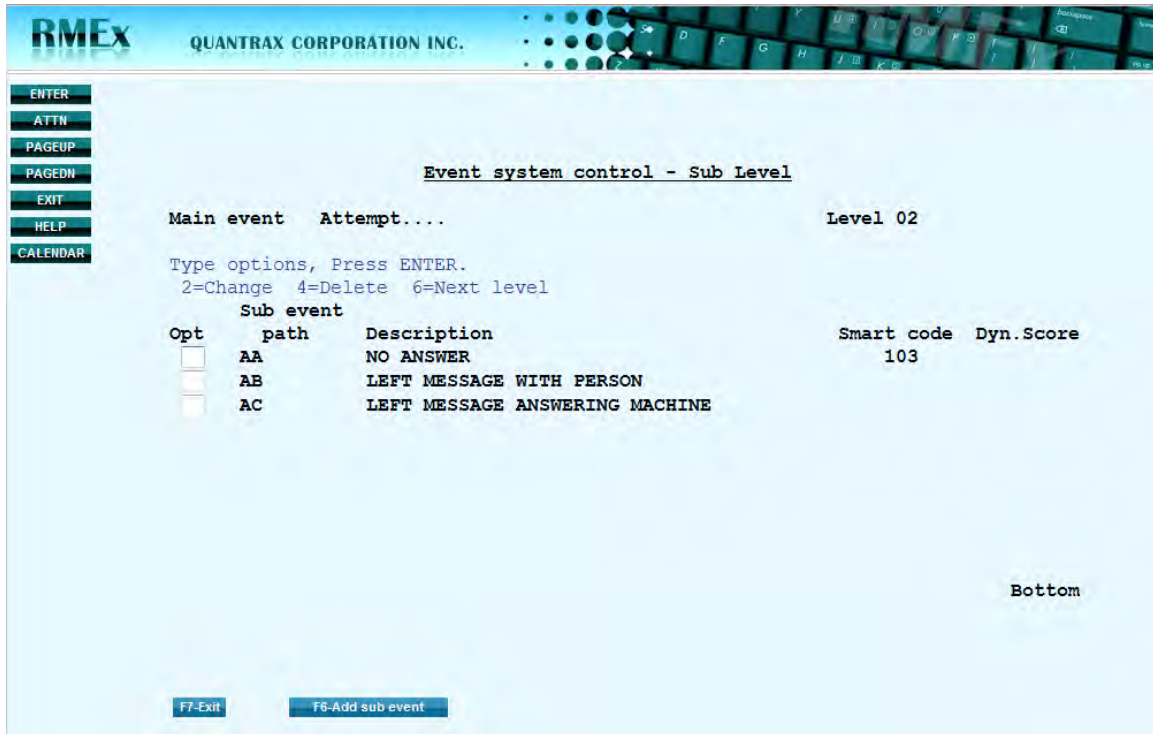 RMEx QUANTRAX CORPORATION INC.
ENTER
ATTN
PAGEUP
PAGEDN
EXIT
HELP
CALENDAR
Event system control - Sub Level
Main event Attempt.... Level 02
Type options, Press ENTER.
2=Change 4=Delete 6=Next level
Sub event
Opt path Description Smart code Dyn.Score
AA NO ANSWER 103
AB LEFT MESSAGE WITH PERSON
AC LEFT MESSAGE ANSWERING MACHINE
Bottom
F7-Exit F6-Add sub event